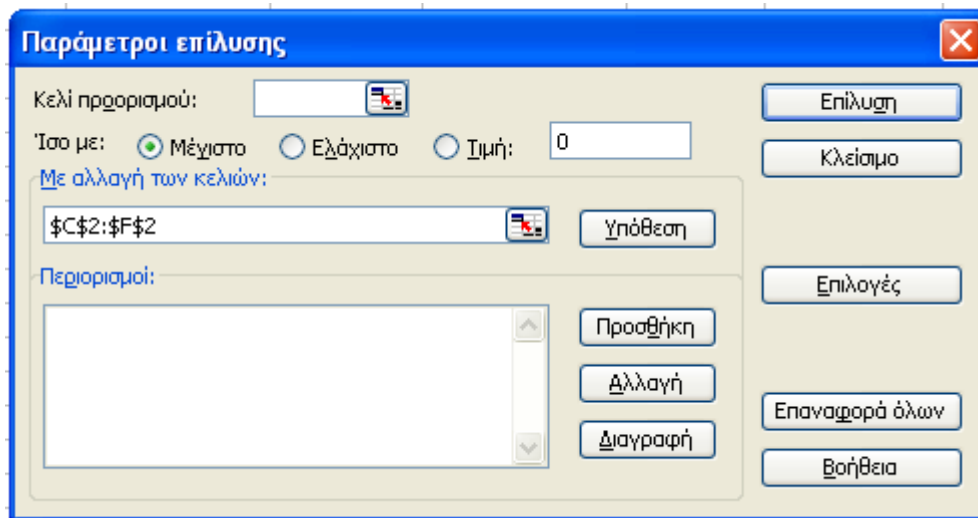 Παράμετροι επίλυσης
Κελί προορισμού:
Ίσο με: Μέγιστο Ελάχιστο Τιμή: 0
Με αλλαγή των κελιών:
$C$2:$F$2 Υπόθεση
Περιορισμοί:
Προσθήκη
Αλλαγή
Διαγραφή
Επίλυση
Κλείσιμο
Επιλογές
Επαναφορά όλων
Βοήθεια